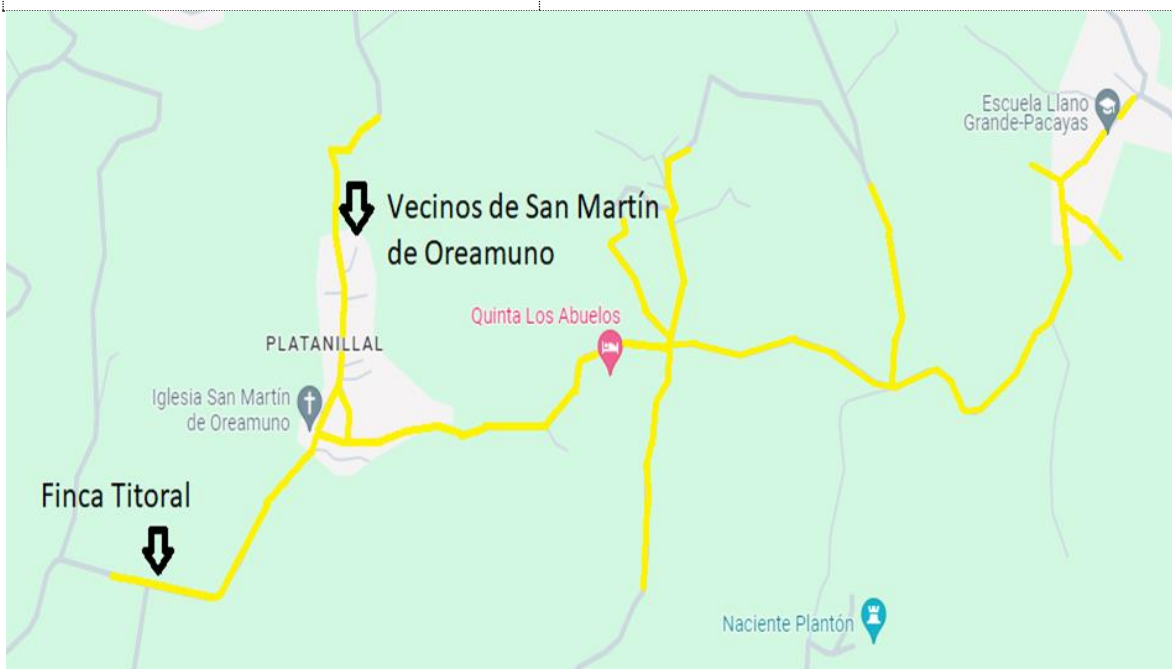 Escuela Llano
Grande-Pacayas
Vecinos de San Martín
de Oreamuno
Quinta Los Abuelos
PLATANILLAL
Iglesia San Martín
de Oreamuno
Finca Titoral
Naciente Plantón